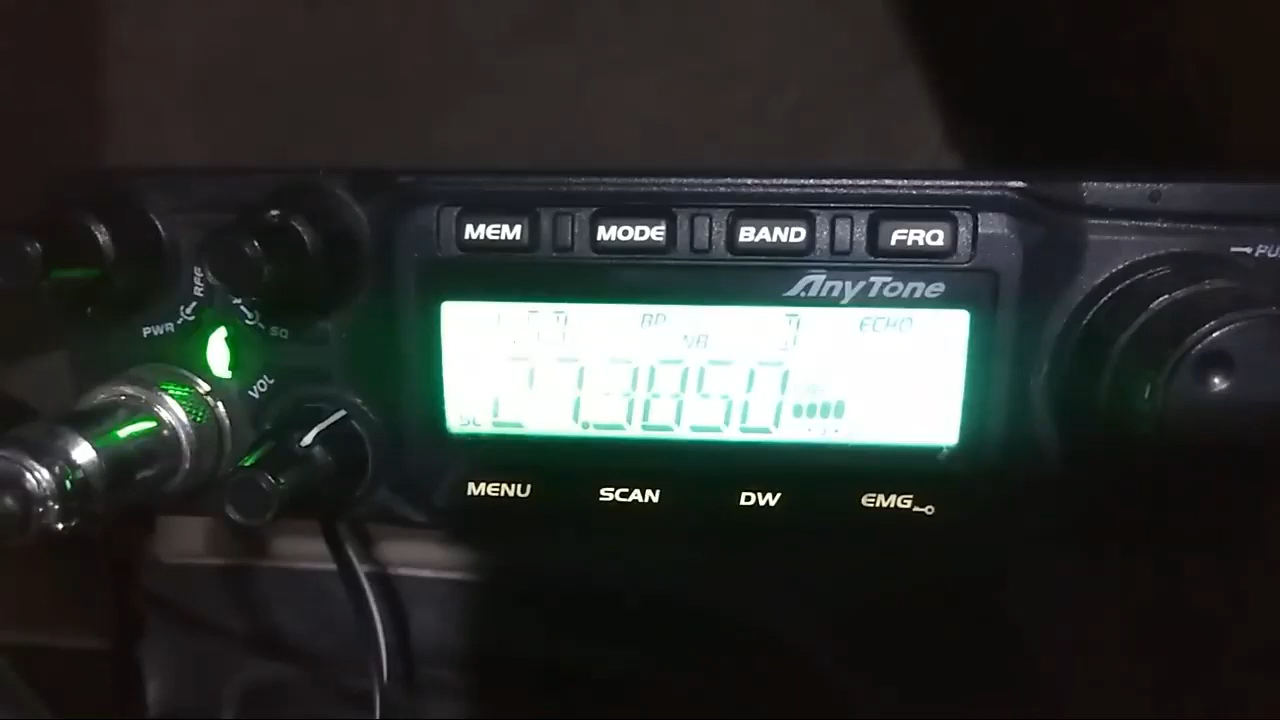 MEM MODE BAND FRQ
AnyTone
PWR RFG SQ
VOL
BP ECHO
NB
27.3850
MENU SCAN DW EMG